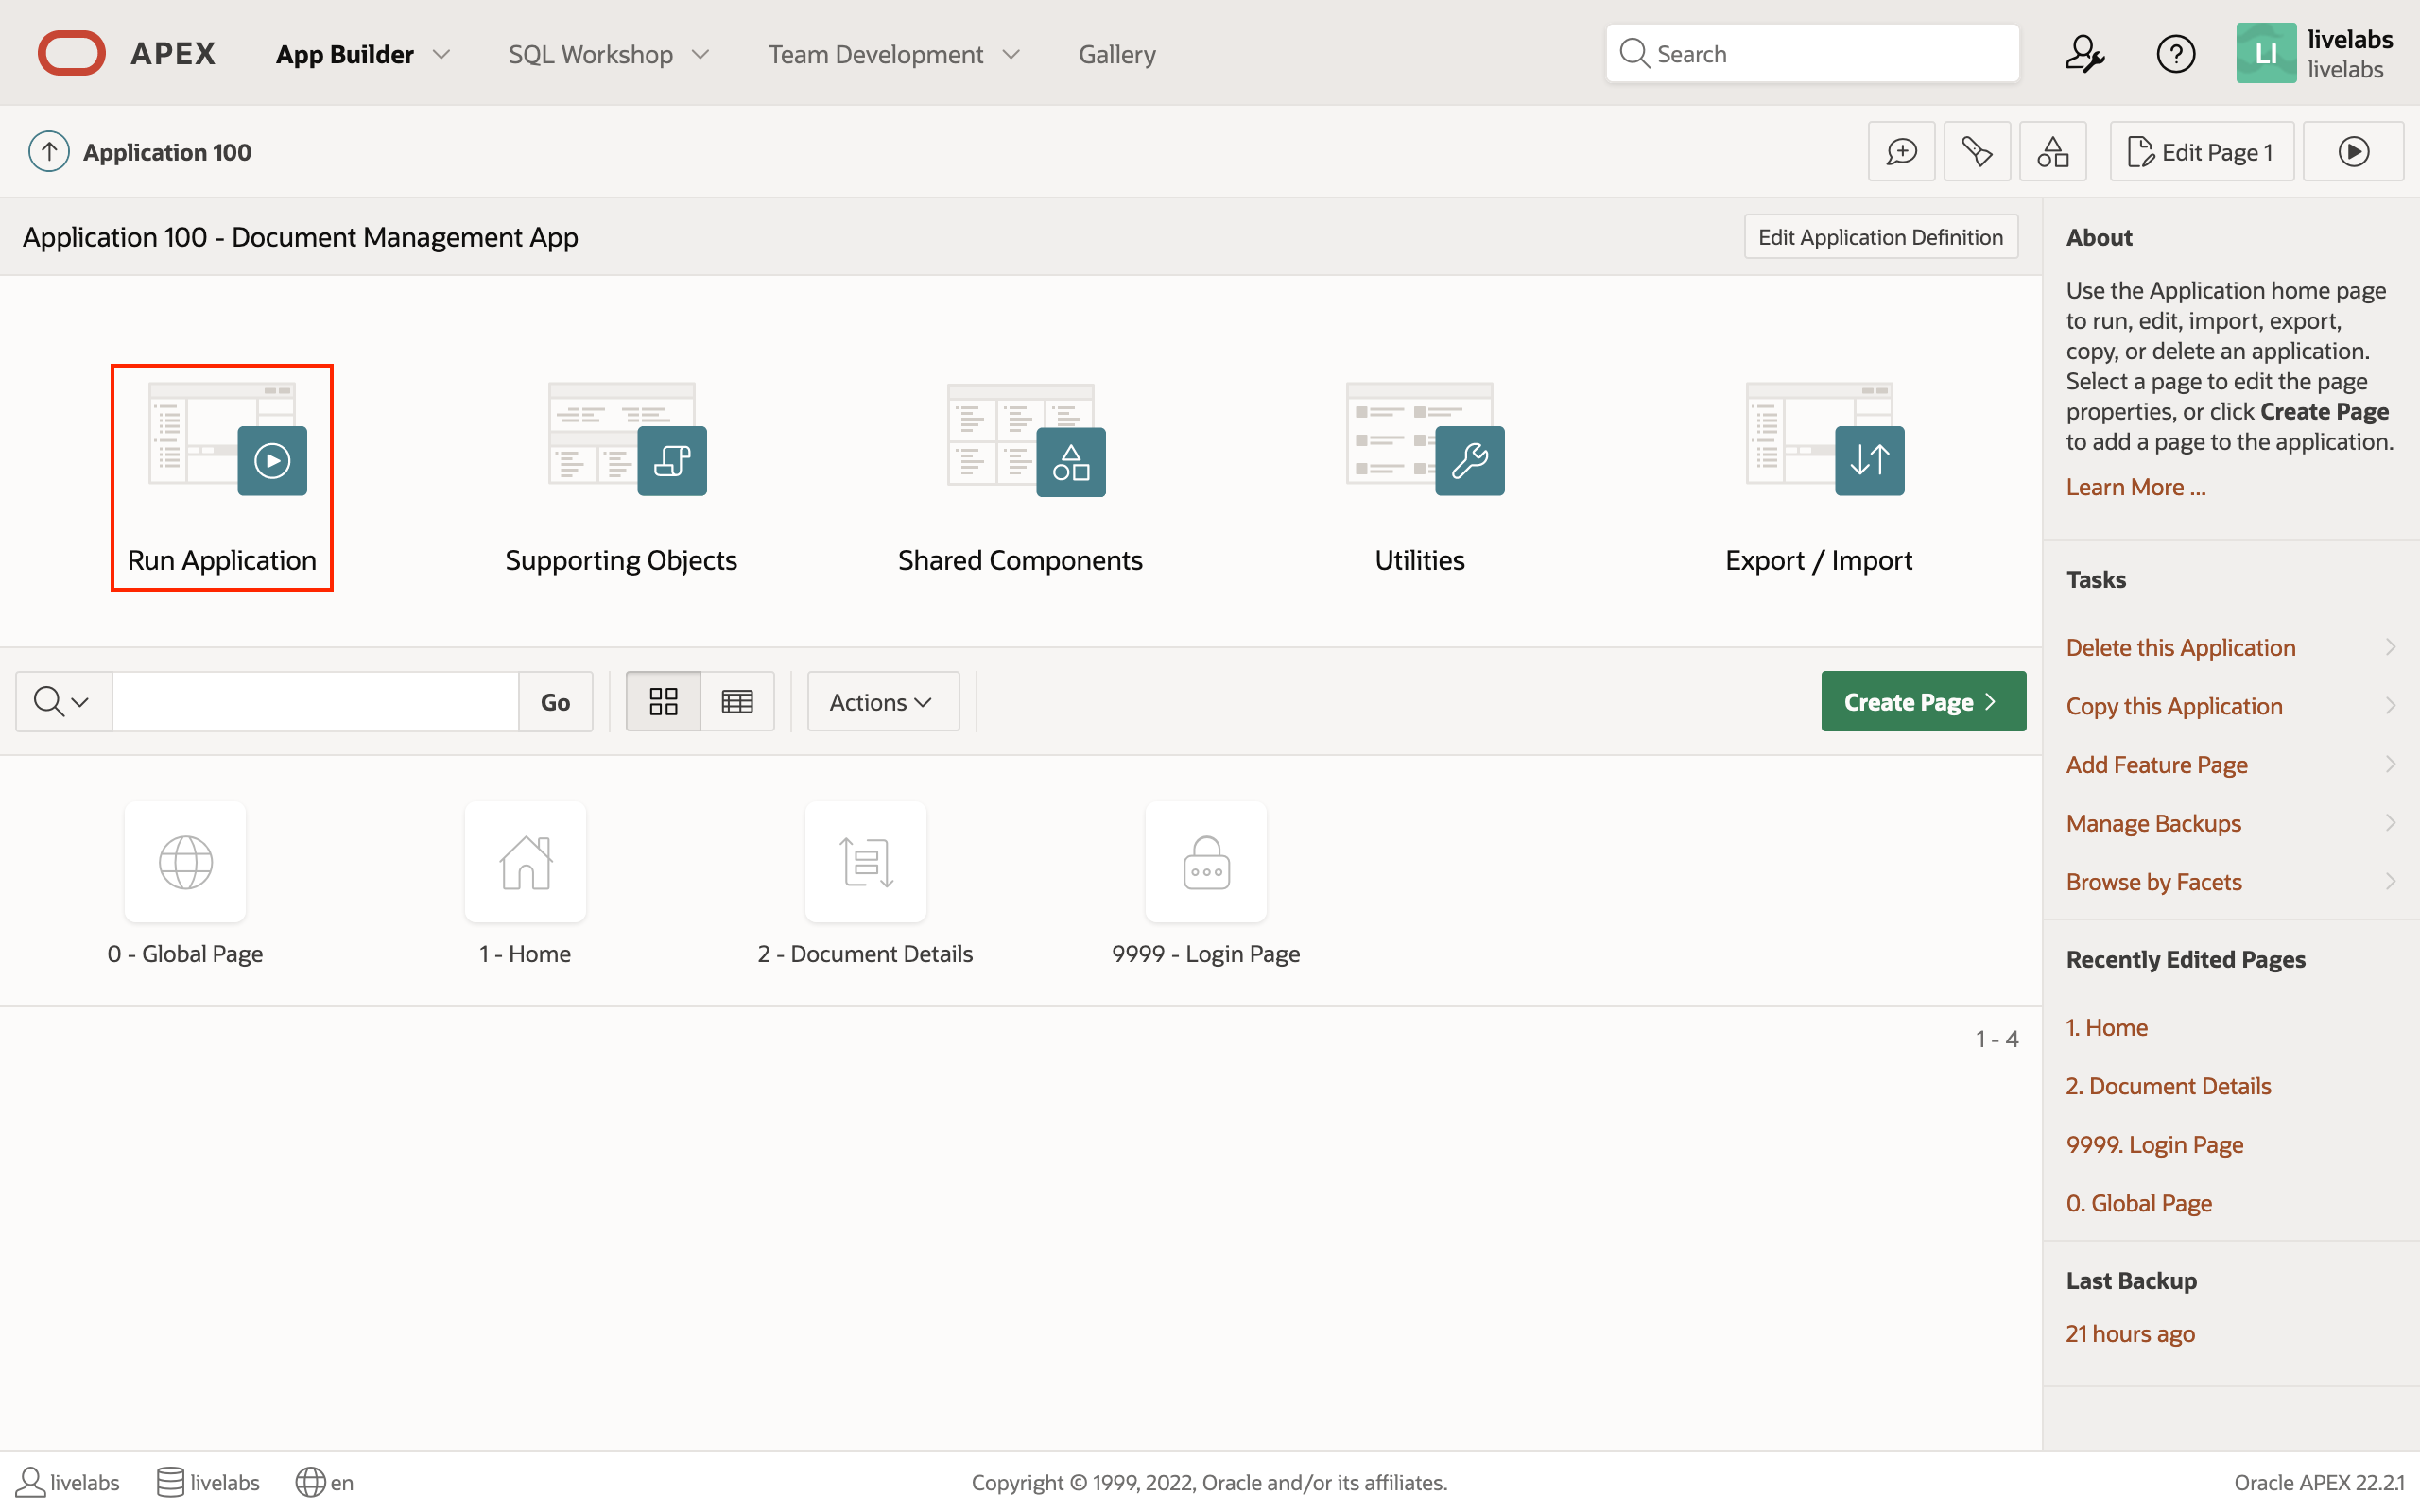 APEX App Builder SQL Workshop Team Development Gallery Search LI livelabs
livelabs
Application 100 Edit Page 1
Application 100 - Document Management App Edit Application Definition
Run Application Supporting Objects Shared Components Utilities Export / Import
Go Actions Create Page
0 - Global Page 1 - Home 2 - Document Details 9999 - Login Page
1 - 4
About
Use the Application home page
to run, edit, import, export,
copy, or delete an application.
Select a page to edit the page
properties, or click Create Page
to add a page to the application.
Learn More ...
Tasks
Delete this Application
Copy this Application
Add Feature Page
Manage Backups
Browse by Facets
Recently Edited Pages
1. Home
2. Document Details
9999. Login Page
0. Global Page
Last Backup
21 hours ago
livelabs livelabs en Copyright © 1999, 2022, Oracle and/or its affiliates. Oracle APEX 22.2.1